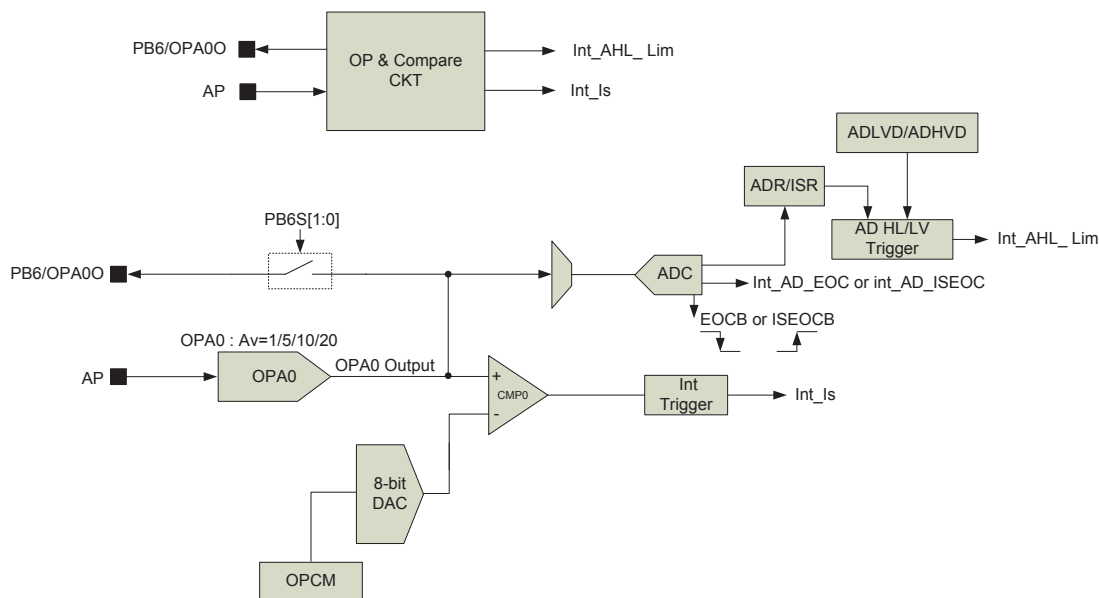 PB6/OPA0O
AP
OP & Compare
CKT
Int_AHL_ Lim
Int_Is
ADLVD/ADHVD
ADR/ISR
AD HL/LV
Trigger
Int_AHL_ Lim
PB6S[1:0]
PB6/OPA0O
ADC
Int_AD_EOC or int_AD_ISEOC
EOCB or ISEOCB
OPA0 : Av=1/5/10/20
AP
OPA0
OPA0 Output
+
CMP0
-
Int
Trigger
Int_Is
8-bit
DAC
OPCM